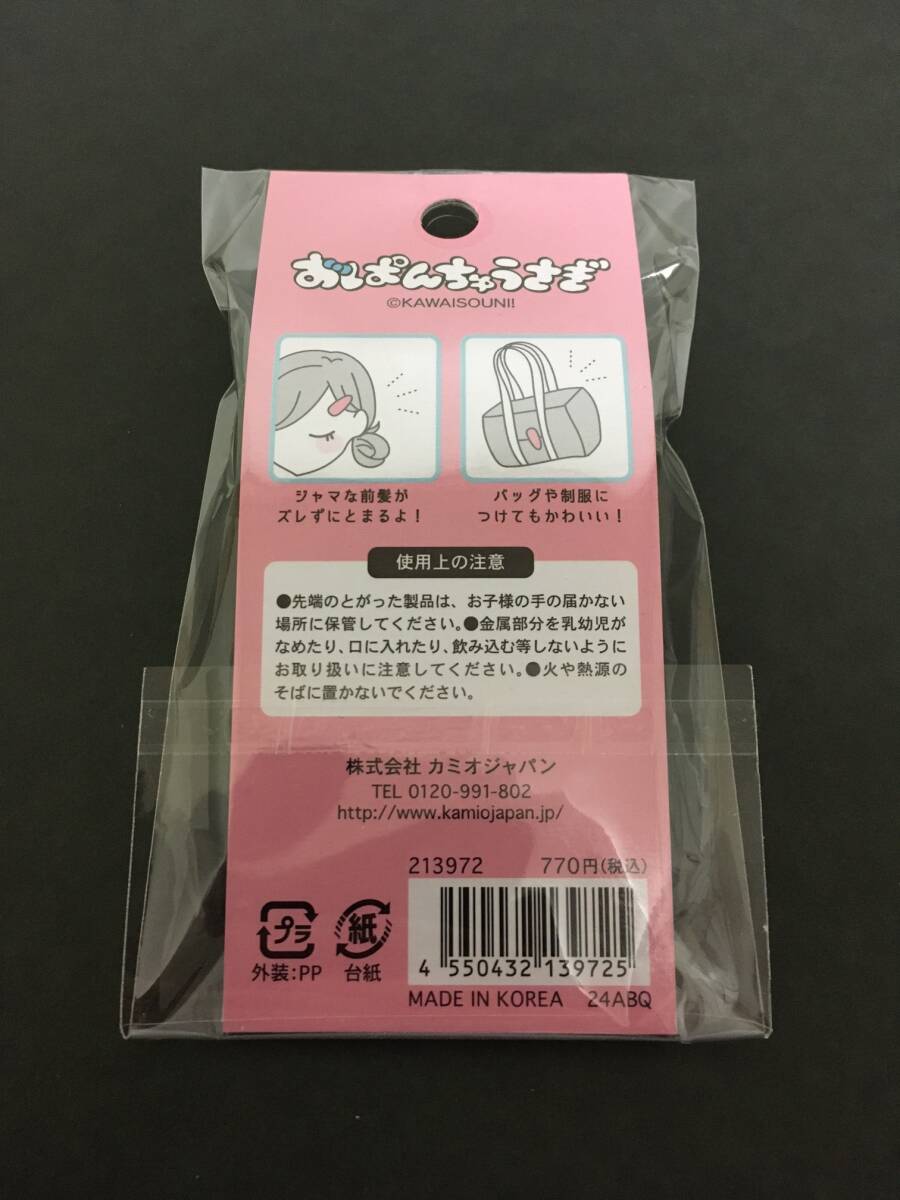 おぱんちゅうさぎ
©KAWAISOUNI!
ジャマな前髪が
ズレずにとまるよ!
バッグや制服に
つけてもかわいい!
使用上の注意
●先端のとがった製品は、お子様の手の届かない
場所に保管してください。●金属部分を乳幼児が
なめたり、口に入れたり、飲み込む等しないように
お取り扱いに注意してください。●火や熱源の
そばに置かないでください。
株式会社 カミオジャパン
TEL 0120-991-802
http://www.kamiojapan.jp/
213972 770円(税込)
プラ
外装:PP
紙
台紙
4 550432 139725
MADE IN KOREA 24ABQ